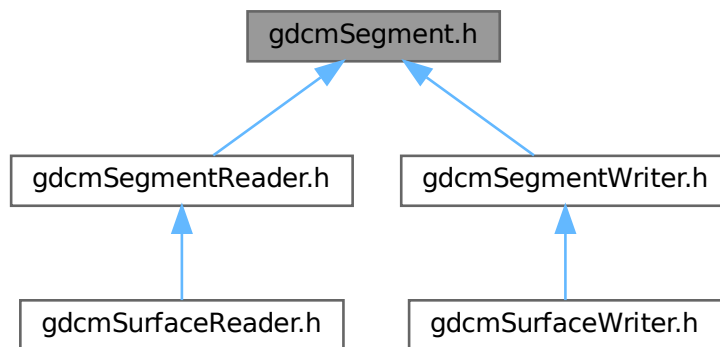 gdcmSegment.h
gdcmSegmentReader.h
gdcmSegmentWriter.h
gdcmSurfaceReader.h
gdcmSurfaceWriter.h